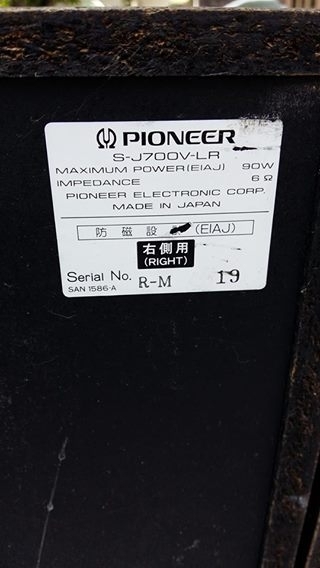 PIONEER
S-J700V-LR
MAXIMUM POWER(EIAJ) 90W
IMPEDANCE 6Ω
PIONEER ELECTRONIC CORP.
MADE IN JAPAN
防磁設 (EIAJ)
右側用
(RIGHT)
Serial No. R-M 19
SAN 1586-A